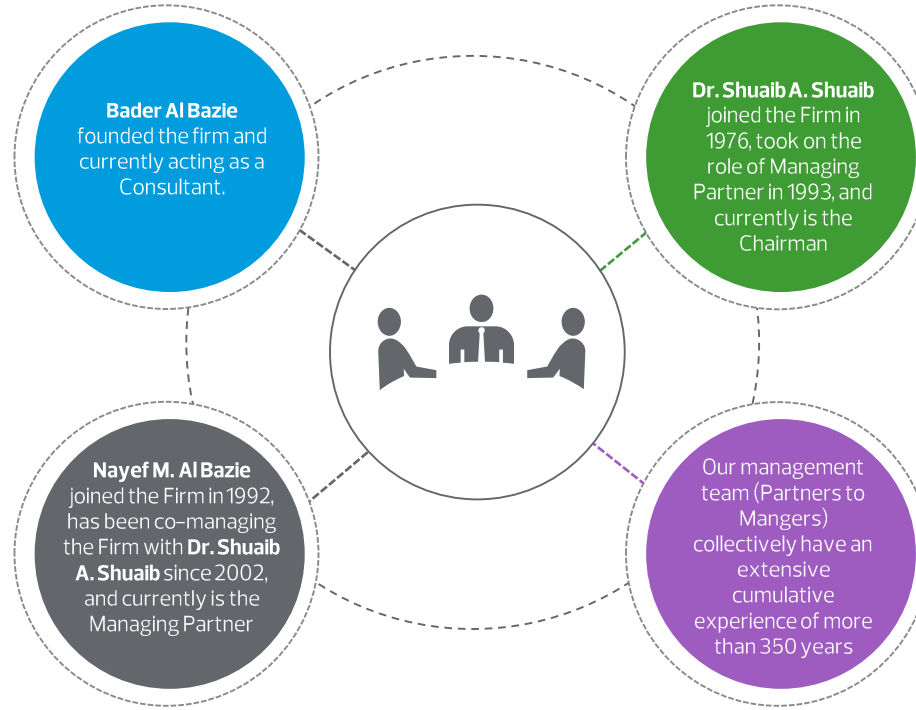 Bader Al Bazie
founded the firm and
currently acting as a
Consultant.
Dr. Shuaib A. Shuaib
joined the Firm in
1976, took on the
role of Managing
Partner in 1993, and
currently is the
Chairman
Nayef M. Al Bazie
joined the Firm in 1992,
has been co-managing
the Firm with Dr. Shuaib
A. Shuaib since 2002,
and currently is the
Managing Partner
Our management
team (Partners to
Mangers)
collectively have an
extensive
cumulative
experience of more
than 350 years